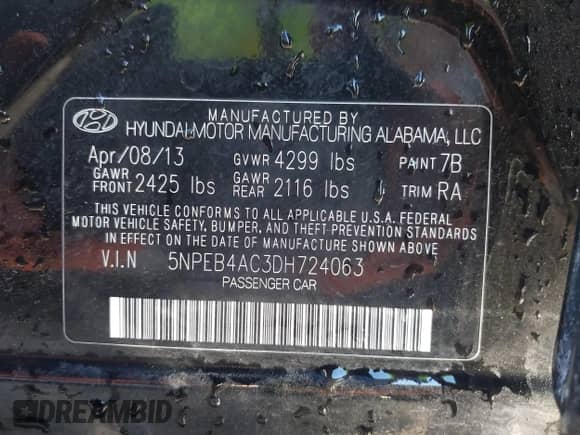 MANUFACTURED BY
HYUNDAI MOTOR MANUFACTURING ALABAMA, LLC
Apr/08/13 GVWR 4299 lbs PAINT 7B
GAWR FRONT 2425 lbs GAWR REAR 2116 lbs TRIM RA
THIS VEHICLE CONFORMS TO ALL APPLICABLE U.S.A. FEDERAL
MOTOR VEHICLE SAFETY, BUMPER, AND THEFT PREVENTION STANDARDS
IN EFFECT ON THE DATE OF MANUFACTURE SHOWN ABOVE
V.I.N 5NPEB4AC3DH724063
PASSENGER CAR
DREAMBID